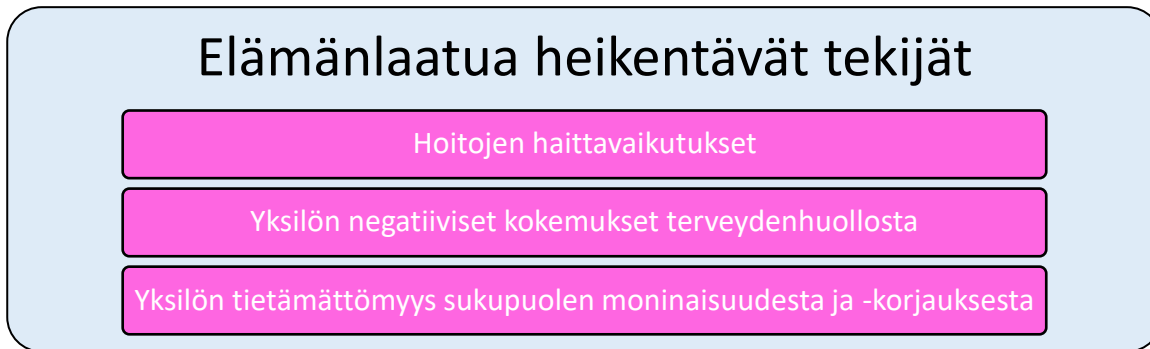 Elämänlaatua heikentävät tekijät
Hoitojen haittavaikutukset
Yksilön negatiiviset kokemukset terveydenhuollosta
Yksilön tietämättömyys sukupuolen moninaisuudesta ja -korjauksesta